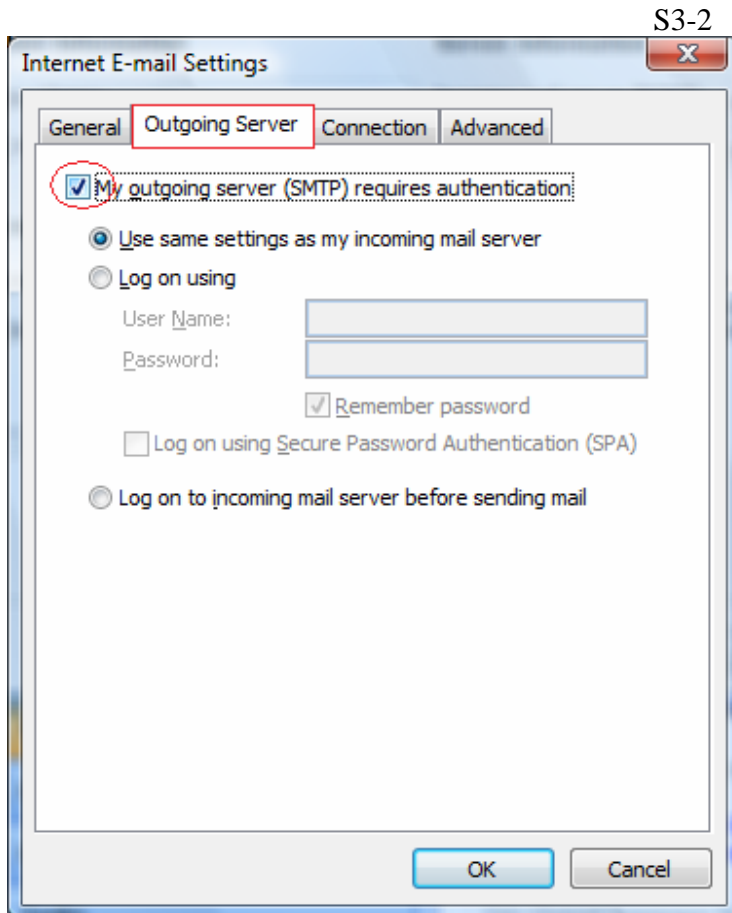 S3-2
Internet E-mail Settings
General Outgoing Server Connection Advanced
My outgoing server (SMTP) requires authentication
Use same settings as my incoming mail server
Log on using
User Name:
Password:
Remember password
Log on using Secure Password Authentication (SPA)
Log on to incoming mail server before sending mail
OK Cancel